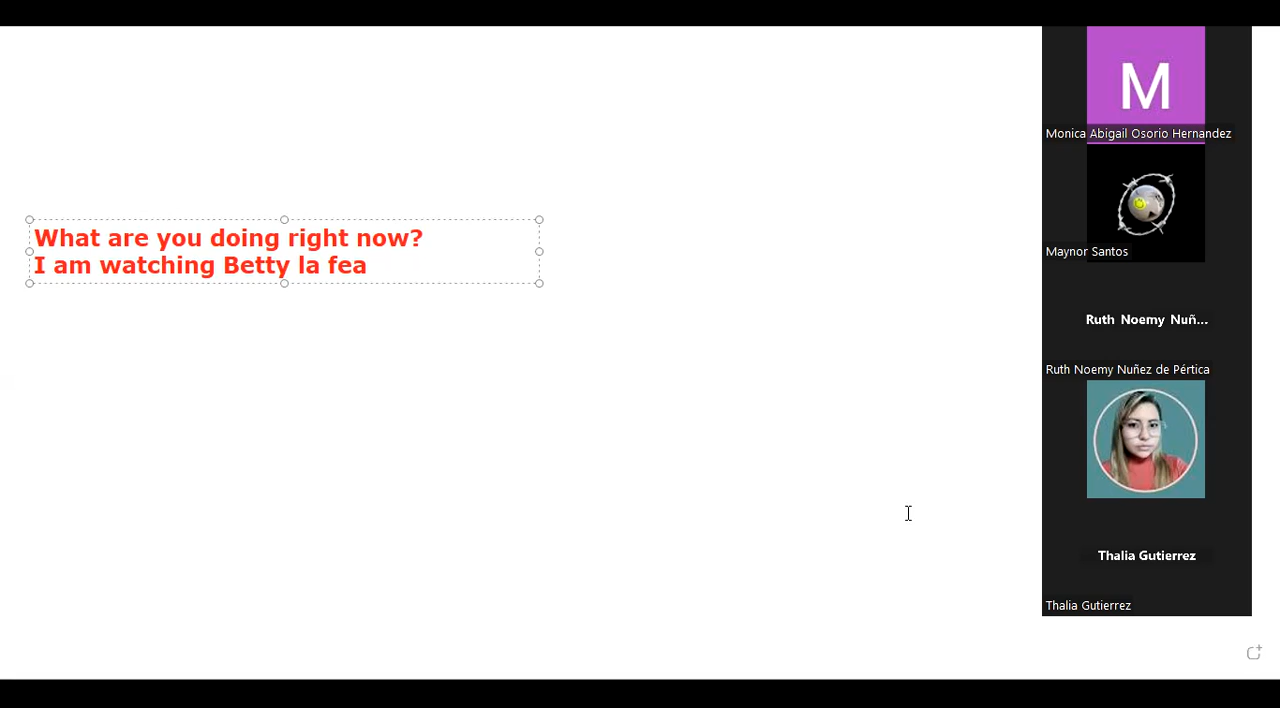 What are you doing right now?
I am watching Betty la fea
M
Monica Abigail Osorio Hernandez
Maynor Santos
Ruth Noemy Nuñ...
Ruth Noemy Nuñez de Pértica
Thalia Gutierrez
Thalia Gutierrez